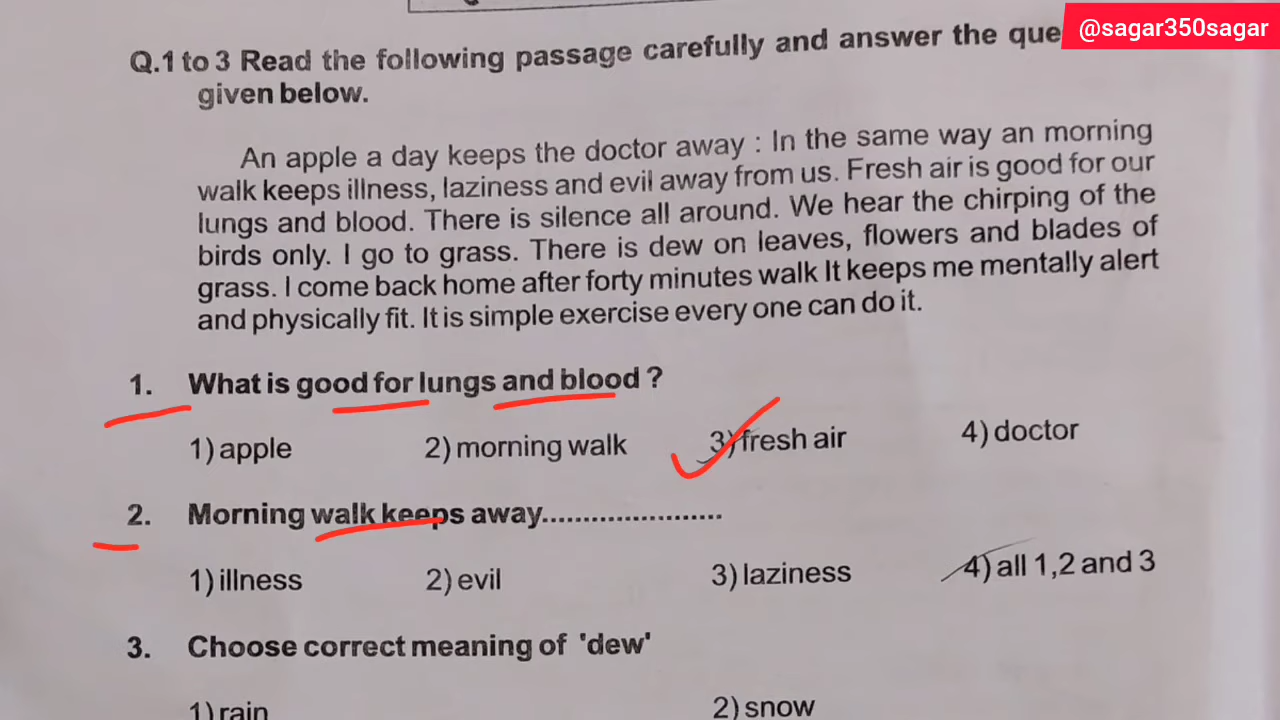 @sagar350sagar
Q.1 to 3 Read the following passage carefully and answer the que
given below.
An apple a day keeps the doctor away : In the same way an morning
walk keeps illness, laziness and evil away from us. Fresh air is good for our
lungs and blood. There is silence all around. We hear the chirping of the
birds only. I go to grass. There is dew on leaves, flowers and blades of
grass. I come back home after forty minutes walk It keeps me mentally alert
and physically fit. It is simple exercise every one can do it.
1. What is good for lungs and blood ?
1) apple 2) morning walk 3) fresh air 4) doctor
2. Morning walk keeps away......................
1) illness 2) evil 3) laziness 4) all 1,2 and 3
3. Choose correct meaning of 'dew'
1) rain 2) snow